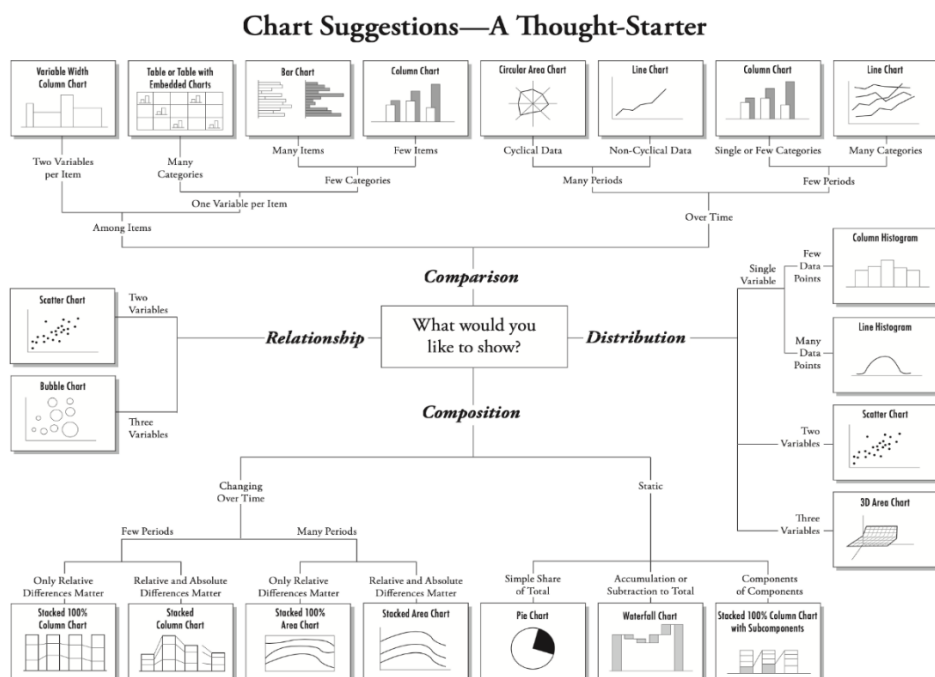 Chart Suggestions—A Thought-Starter
Variable Width
Column Chart
Table or Table with
Embedded Charts
Bar Chart
Column Chart
Circular Area Chart
Line Chart
Column Chart
Line Chart
Two Variables
per Item
Many
Categories
Many Items
Few Items
Cyclical Data
Non-Cyclical Data
Single or Few Categories
Many Categories
Few Categories
Many Periods
Few Periods
One Variable per Item
Over Time
Among Items
Comparison
What would you
like to show?
Relationship
Two
Variables
Scatter Chart
Three
Variables
Bubble Chart
Distribution
Single
Variable
Few
Data
Points
Column Histogram
Many
Data
Points
Line Histogram
Two
Variables
Scatter Chart
Three
Variables
3D Area Chart
Composition
Changing
Over Time
Static
Few Periods
Many Periods
Only Relative
Differences Matter
Relative and Absolute
Differences Matter
Only Relative
Differences Matter
Relative and Absolute
Differences Matter
Simple Share
of Total
Accumulation or
Subtraction to Total
Components
of Components
Stacked 100%
Column Chart
Stacked
Column Chart
Stacked 100%
Area Chart
Stacked Area Chart
Pie Chart
Waterfall Chart
Stacked 100% Column Chart
with Subcomponents